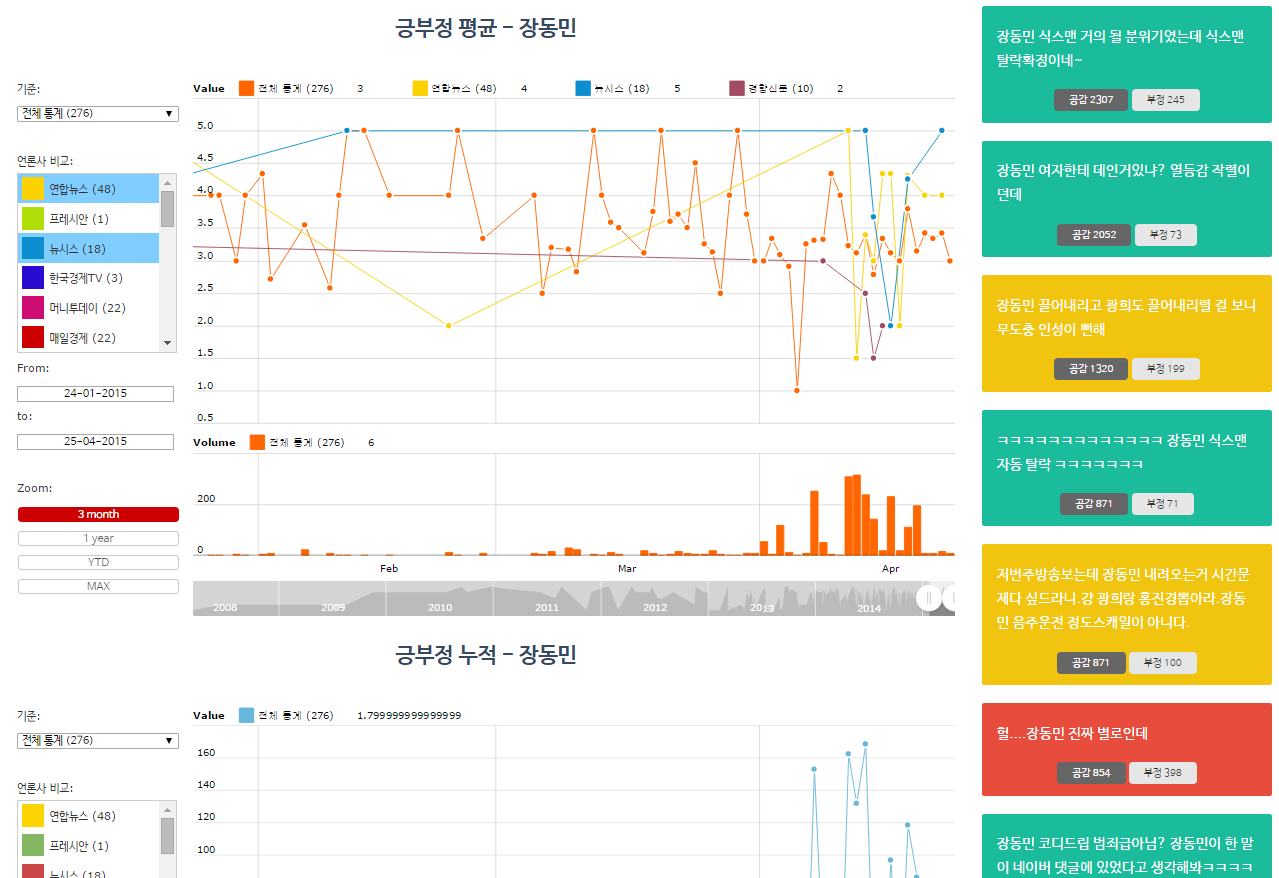 긍부정 평균 - 장동민
기준:
전체 통계 (276)
언론사 비교:
연합뉴스 (48)
프레시안 (1)
뉴시스 (18)
한국경제TV (3)
머니투데이 (22)
매일경제 (22)
From:
24-01-2015
to:
25-04-2015
Zoom:
3 month
1 year
YTD
MAX
Value 전체 통계 (276) 3 연합뉴스 (48) 4 뉴시스 (18) 5 경향신문 (10) 2
5.0
4.5
4.0
3.5
3.0
2.5
2.0
1.5
1.0
0.5
Volume 전체 통계 (276) 6
200
0
Feb Mar Apr
2008 2009 2010 2011 2012 2013 2014
긍부정 누적 - 장동민
기준:
전체 통계 (276)
언론사 비교:
연합뉴스 (48)
프레시안 (1)
뉴시스 (18)
Value 전체 통계 (276) 1.799999999999999
160
140
120
100
장동민 식스맨 거의 될 분위기었는데 식스맨
탈락확정이네~
공감 2307 부정 245
장동민 여자한테 데인거있냐? 열등감 작렬이
던데
공감 2052 부정 73
장동민 끌어내리고 광희도 끌어내리렬 걸 보니
무도충 인성이 뻔해
공감 1320 부정 199
ㅋㅋㅋㅋㅋㅋㅋㅋㅋㅋㅋㅋㅋ 장동민 식스맨
자동 탈락 ㅋㅋㅋㅋㅋㅋㅋ
공감 871 부정 71
저번주방송보는데 장동민 내려오는거 시간문
제다 싶드라니.걍 광희랑 홍진경뽑아라.장동
민 음주운전 정도스케일이 아니다.
공감 871 부정 100
헐....장동민 진짜 별로인데
공감 854 부정 398
장동민 코디드립 범죄급아님? 장동민이 한 말
이 네이버 댓글에 있었다고 생각해봐ㅋㅋㅋㅋ